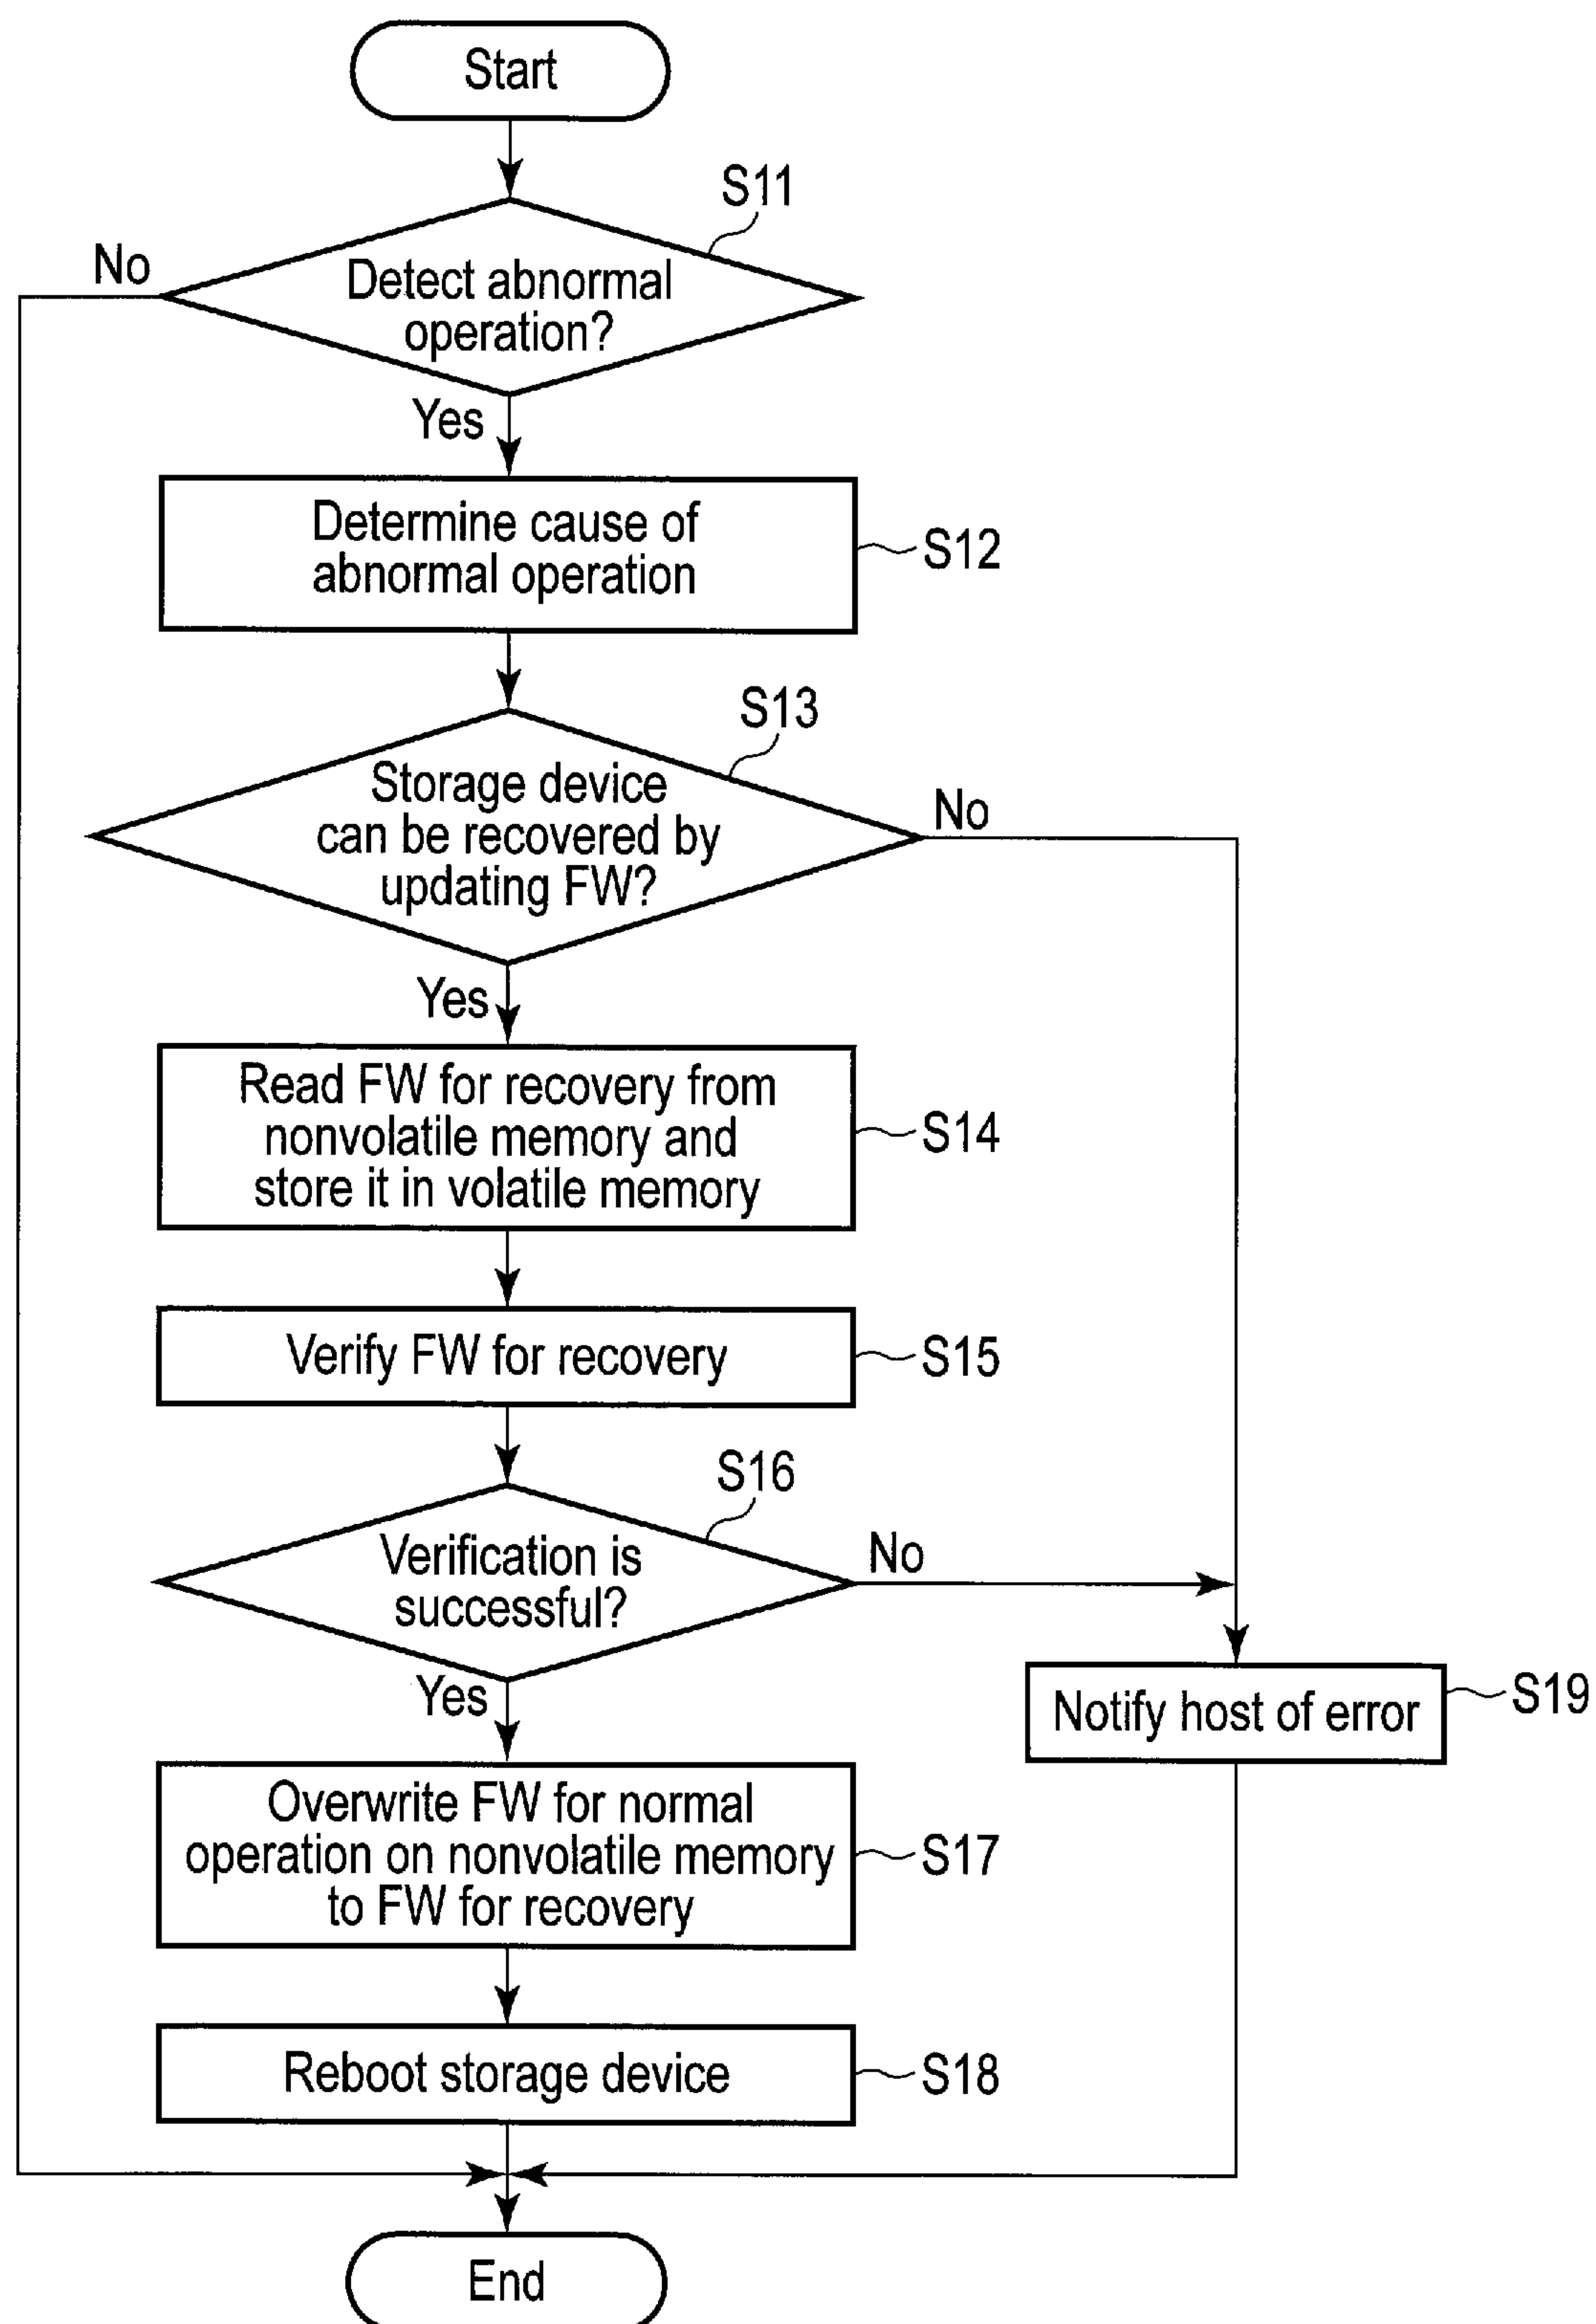 Start
S11
No
Detect abnormal
operation?
Yes
Determine cause of
abnormal operation
S12
S13
Storage device
can be recovered by
updating FW?
No
Yes
Read FW for recovery from
nonvolatile memory and
store it in volatile memory
S14
Verify FW for recovery
S15
S16
Verification is
successful?
No
Yes
Notify host of error
S19
Overwrite FW for normal
operation on nonvolatile memory
to FW for recovery
S17
Reboot storage device
S18
End